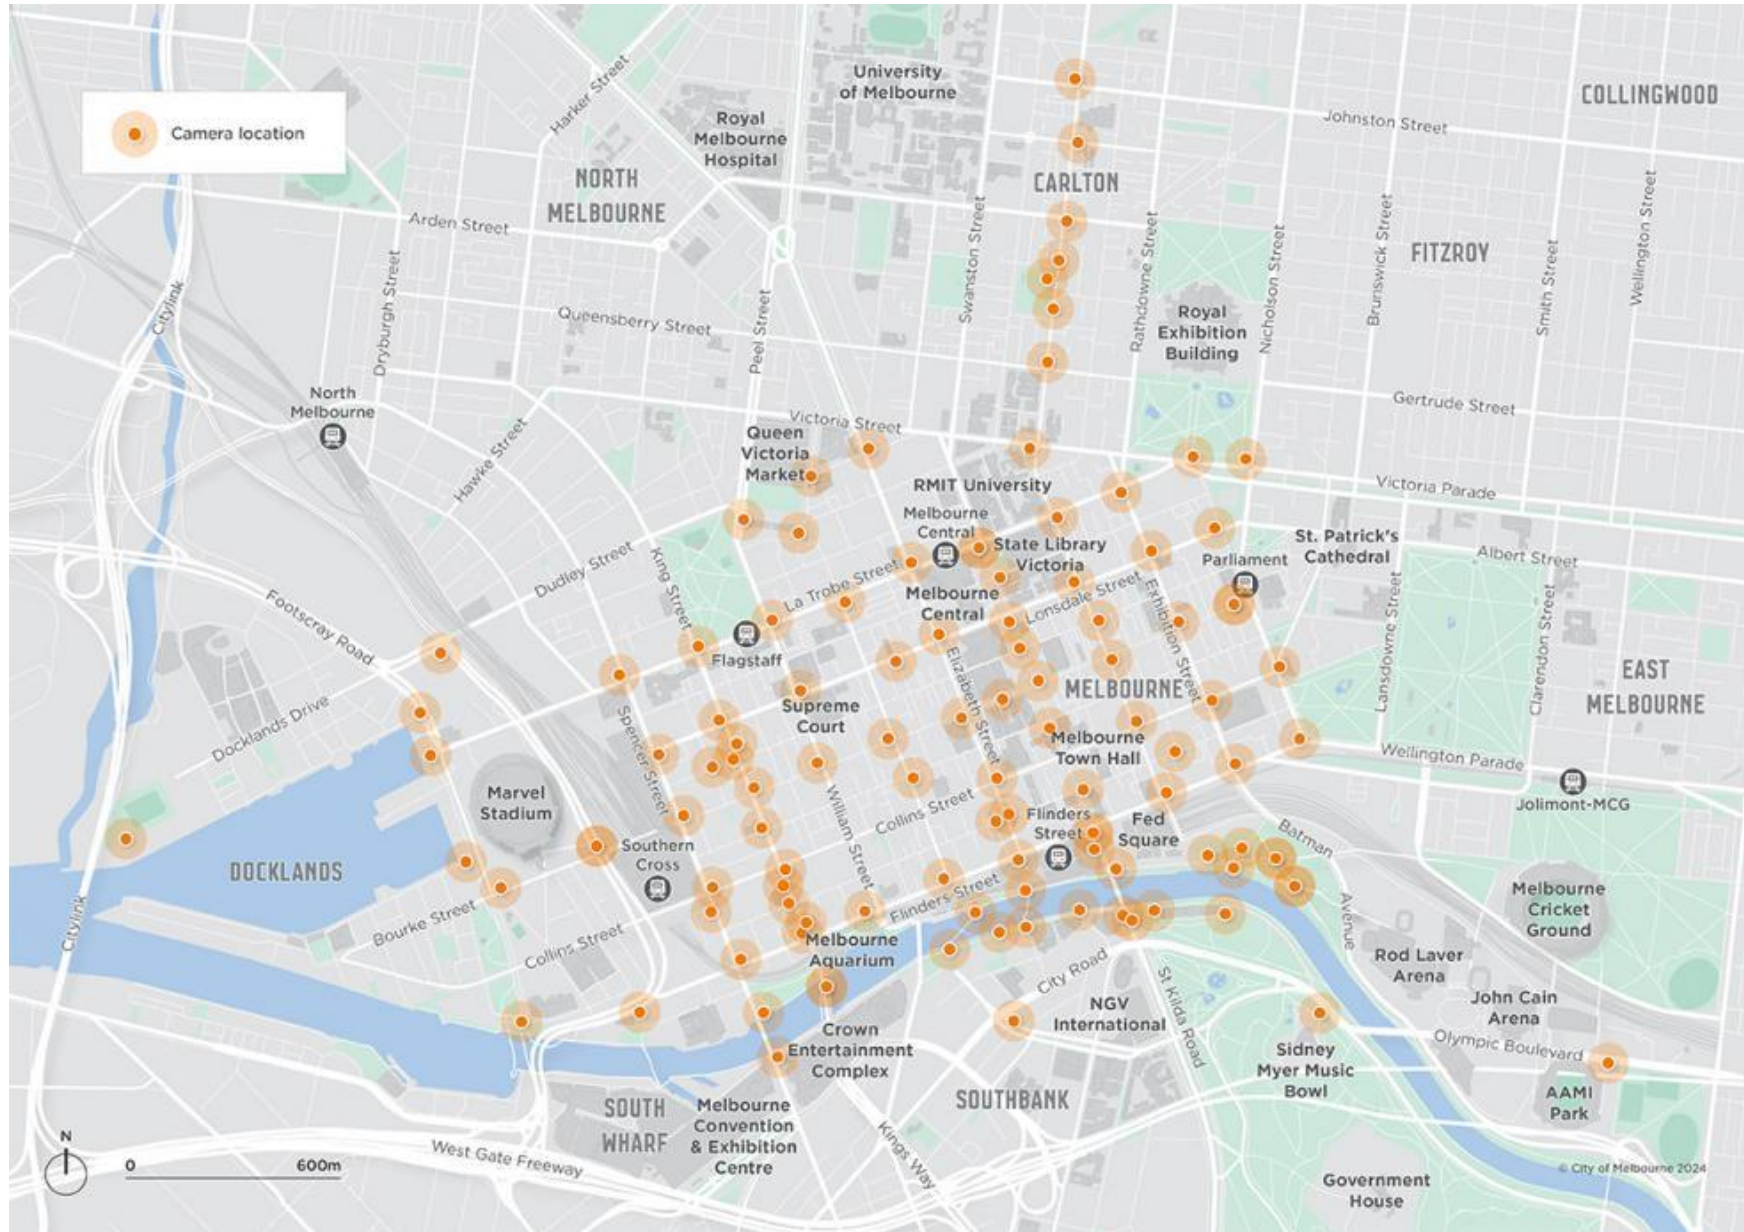 Camera location
University
of Melbourne
COLLINGWOOD
Harker Street
Royal
Melbourne
Hospital
Johnston Street
NORTH
MELBOURNE
CARLTON
Arden Street
Swanston Street
Rathdowne Street
Nicholson Street
Brunswick Street
FITZROY
Smith Street
Wellington Street
Citylink
Dryburgh Street
Queensberry Street
Peel Street
Royal
Exhibition
Building
North
Melbourne
Hawke Street
Victoria Street
Gertrude Street
Queen
Victoria
Market
RMIT University
Victoria Parade
Melbourne
Central
State Library
Victoria
St. Patrick's
Cathedral
Albert Street
Parliament
Dudley Street
King Street
La Trobe Street
Melbourne
Central
Lonsdale Street
Exhibition Street
Footscray Road
Flagstaff
Elizabeth Street
Lansdowne Street
Clarendon Street
EAST
MELBOURNE
MELBOURNE
Docklands Drive
Spencer Street
Supreme
Court
Melbourne
Town Hall
Wellington Parade
Jolimont-MCG
Marvel
Stadium
William Street
Collins Street
Flinders
Street
Fed
Square
Batman
Avenue
Southern
Cross
DOCKLANDS
Flinders Street
Melbourne
Cricket
Ground
Bourke Street
Collins Street
Citylink
Melbourne
Aquarium
City Road
St Kilda Road
Rod Laver
Arena
NGV
International
John Cain
Arena
Crown
Entertainment
Complex
Sidney
Myer Music
Bowl
Olympic Boulevard
AAMI
Park
SOUTHBANK
SOUTH
WHARF
Melbourne
Convention
& Exhibition
Centre
Kings Way
West Gate Freeway
N
0 600m
© City of Melbourne 2024
Government
House